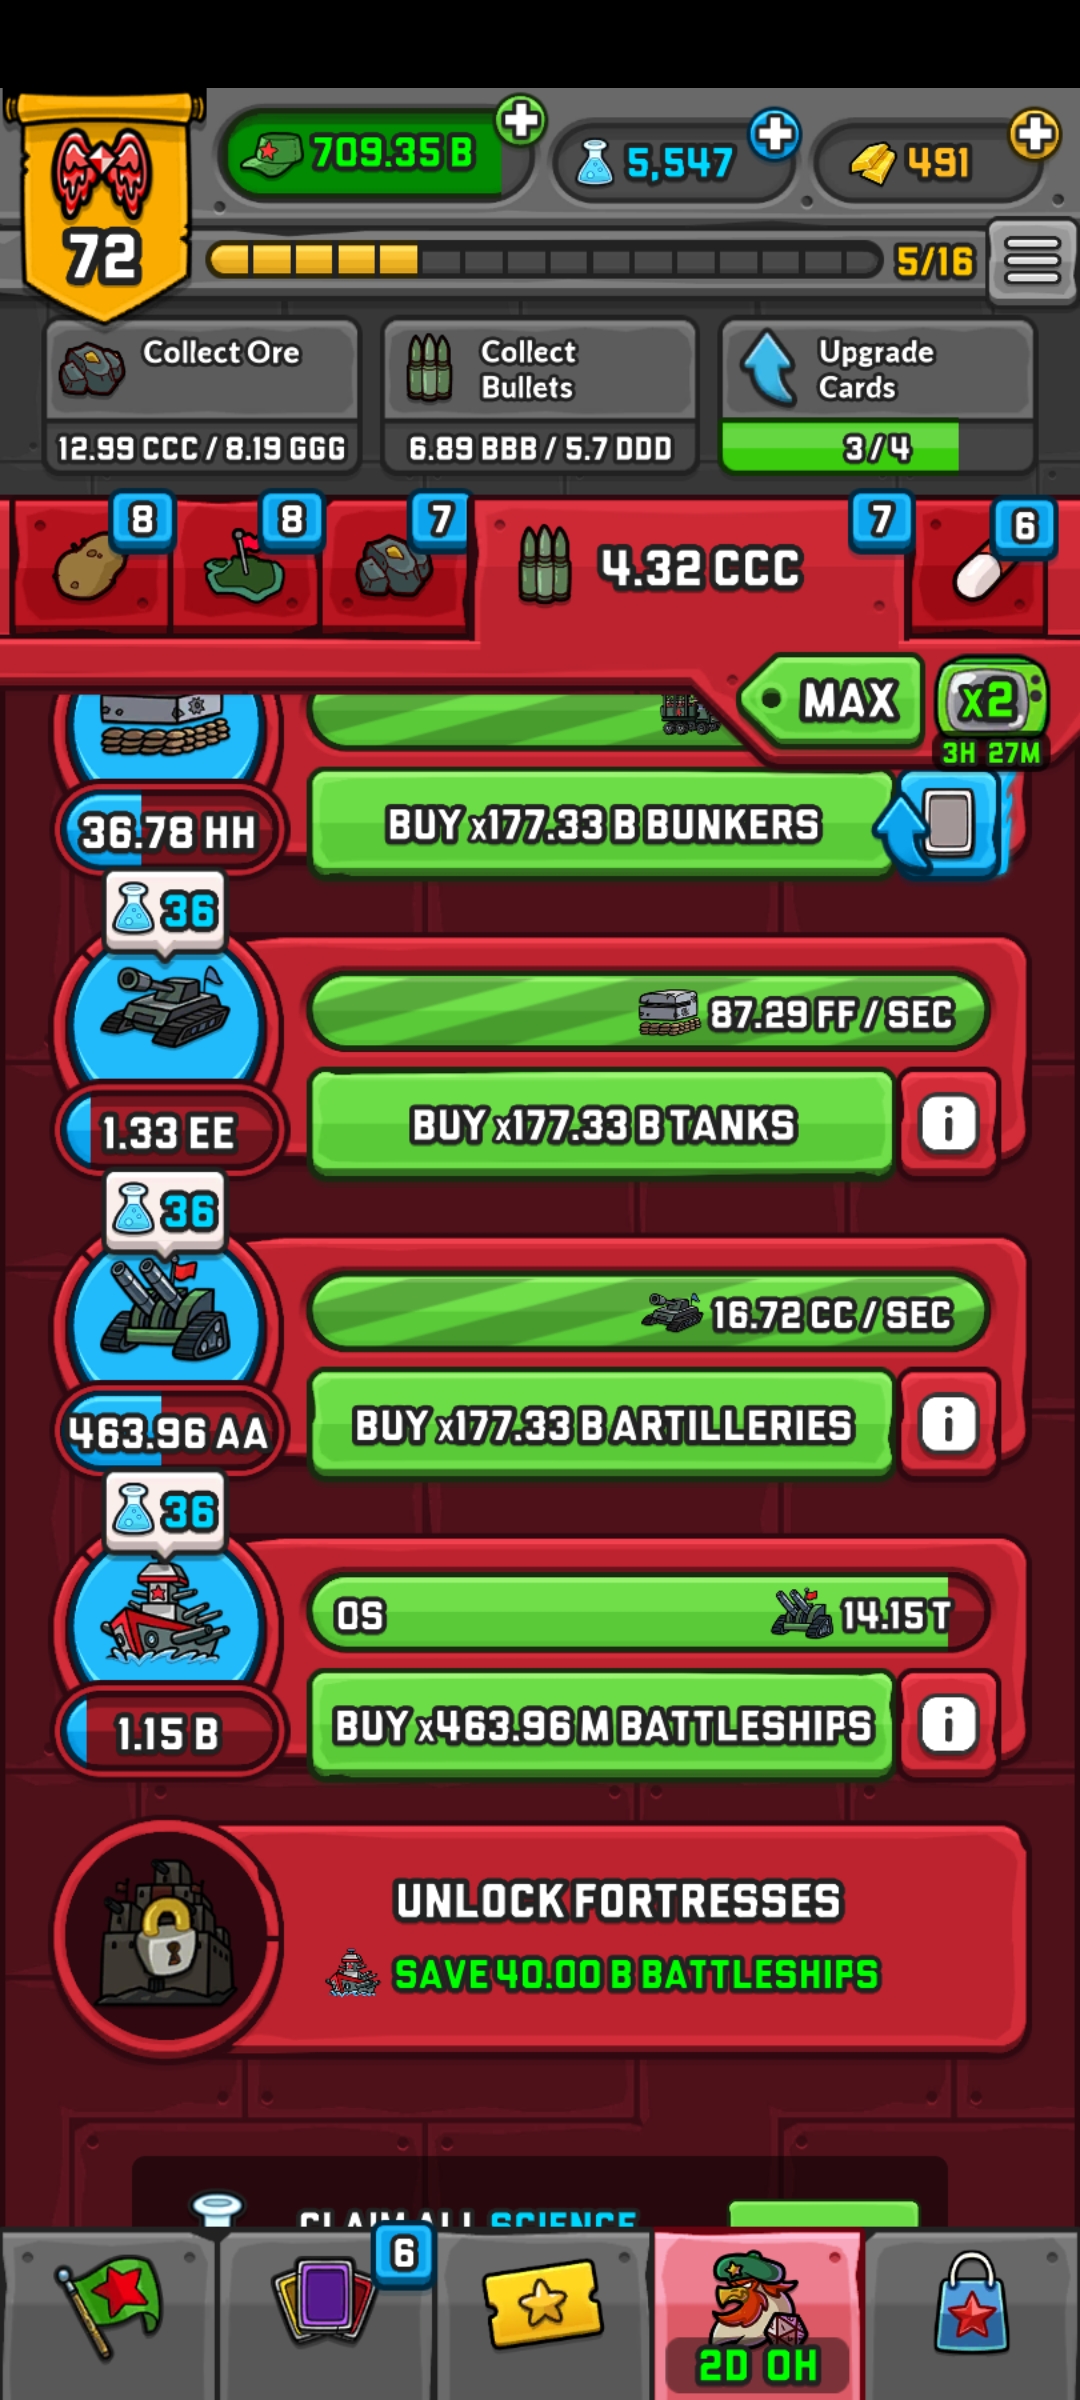 709.35 B
5,547
491
72
5/16
Collect Ore
12.99 CCC / 8.19 GGG
Collect
Bullets
6.89 BBB / 5.7 DDD
Upgrade
Cards
3/4
8
8
7
4.32 CCC
7
6
MAX
x2
3H 27M
36.78 HH
BUY x177.33 B BUNKERS
36
87.29 FF / SEC
1.33 EE
BUY x177.33 B TANKS
i
36
16.72 CC / SEC
463.96 AA
BUY x177.33 B ARTILLERIES
i
36
0S
14.15 T
1.15 B
BUY x463.96 M BATTLESHIPS
i
UNLOCK FORTRESSES
SAVE 40.00 B BATTLESHIPS
CLAIM ALL SCIENCE
6
2D 0H